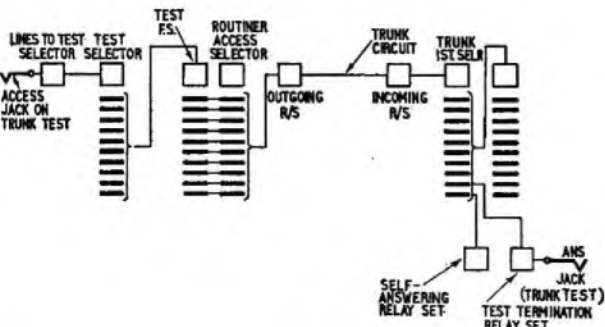 TEST
F.S.
ROUTINER
ACCESS
SELECTOR
LINES TO TEST
SELECTOR
TEST
SELECTOR
TRUNK
CIRCUIT
TRUNK
1ST. SELR
ACCESS
JACK ON
TRUNK TEST
OUTGOING
R/S
INCOMING
R/S
SELF-
ANSWERING
RELAY SET
ANS
JACK
(TRUNK TEST)
TEST TERMINATION
RELAY SET